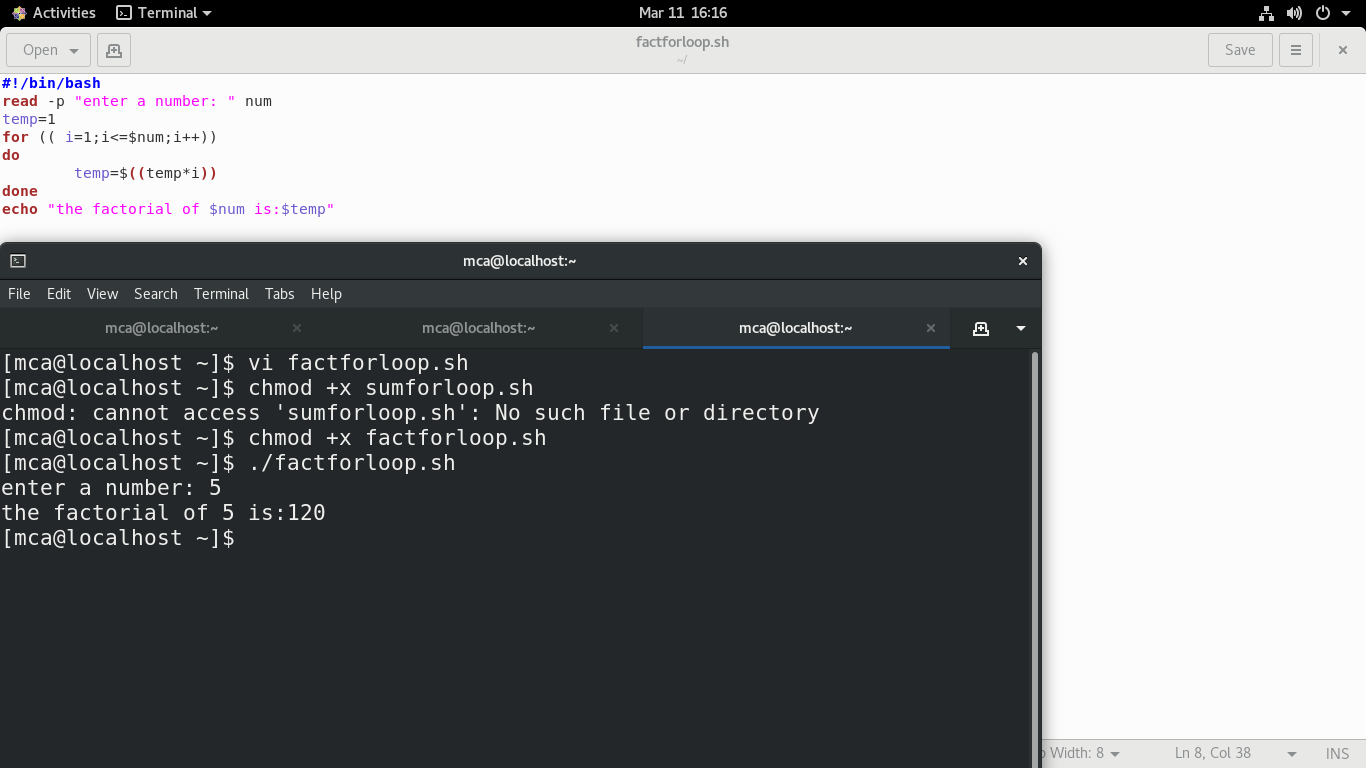 Activities Terminal Mar 11 16:16
Open factforloop.sh Save
~/
#!/bin/bash
read -p "enter a number: " num
temp=1
for (( i=1;i<=$num;i++))
do
        temp=$((temp*i))
done
echo "the factorial of $num is:$temp"
mca@localhost:~
File Edit View Search Terminal Tabs Help
mca@localhost:~ mca@localhost:~ mca@localhost:~
[mca@localhost ~]$ vi factforloop.sh
[mca@localhost ~]$ chmod +x sumforloop.sh
chmod: cannot access 'sumforloop.sh': No such file or directory
[mca@localhost ~]$ chmod +x factforloop.sh
[mca@localhost ~]$ ./factforloop.sh
enter a number: 5
the factorial of 5 is:120
[mca@localhost ~]$
Width: 8 Ln 8, Col 38 INS